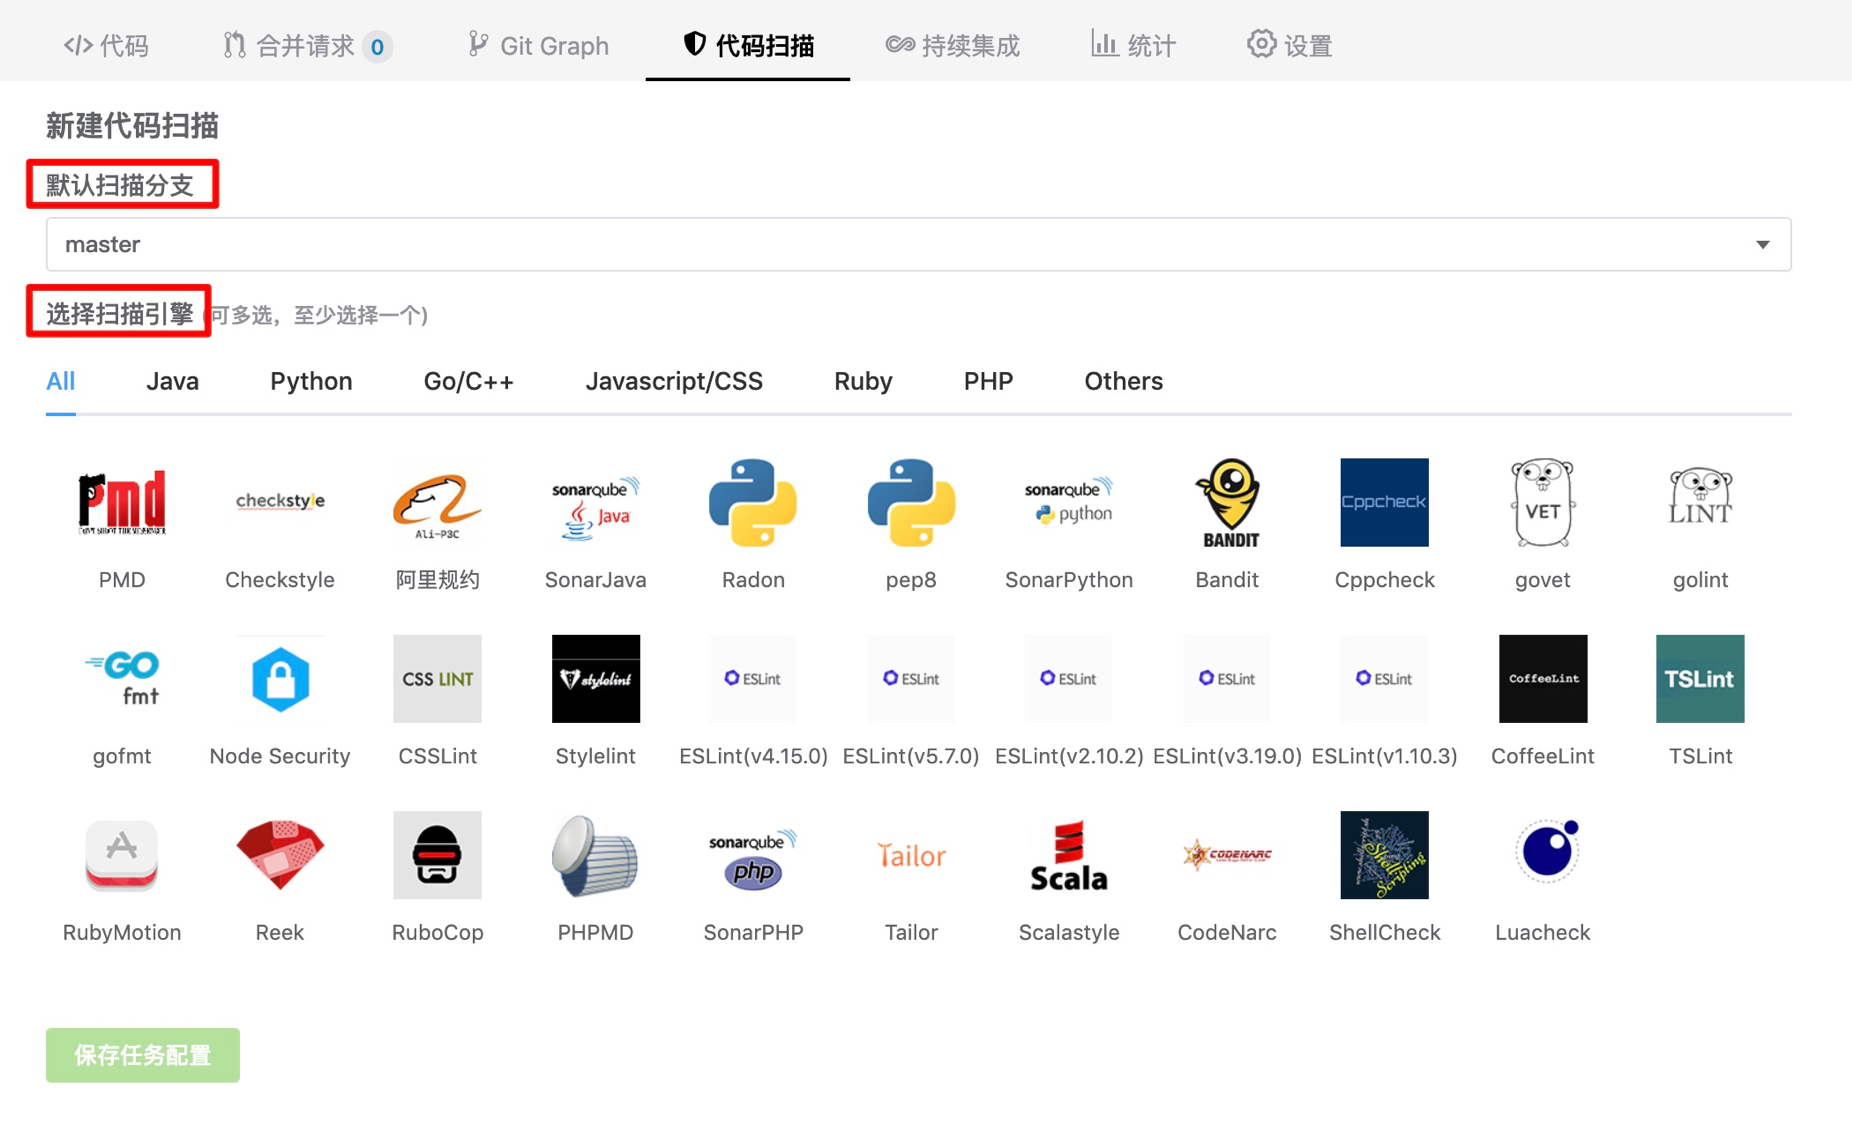 </> 代码 合并请求 0 Git Graph 代码扫描 持续集成 统计 设置
新建代码扫描
默认扫描分支
master
选择扫描引擎 (可多选，至少选择一个)
All Java Python Go/C++ Javascript/CSS Ruby PHP Others
Pmd checkstyle Ali-P3C sonarqube Java sonarqube python BANDIT Cppcheck VET LINT
PMD Checkstyle 阿里规约 SonarJava Radon pep8 SonarPython Bandit Cppcheck govet golint
GO fmt CSS LINT stylelint ESLint ESLint ESLint ESLint ESLint CoffeeLint TSLint
gofmt Node Security CSSLint Stylelint ESLint(v4.15.0) ESLint(v5.7.0) ESLint(v2.10.2) ESLint(v3.19.0) ESLint(v1.10.3) CoffeeLint TSLint
sonarqube php Tailor Scala CODENARC Shell Scripting
RubyMotion Reek RuboCop PHPMD SonarPHP Tailor Scalastyle CodeNarc ShellCheck Luacheck
保存任务配置